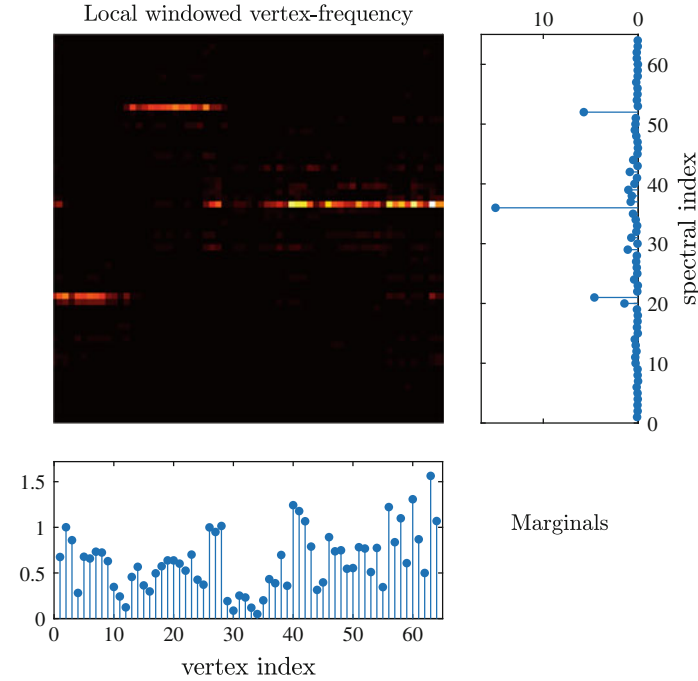 Local windowed vertex-frequency
10 0
60
50
40
30
20
10
0
spectral index
1.5
1
0.5
0
0 10 20 30 40 50 60
vertex index
Marginals